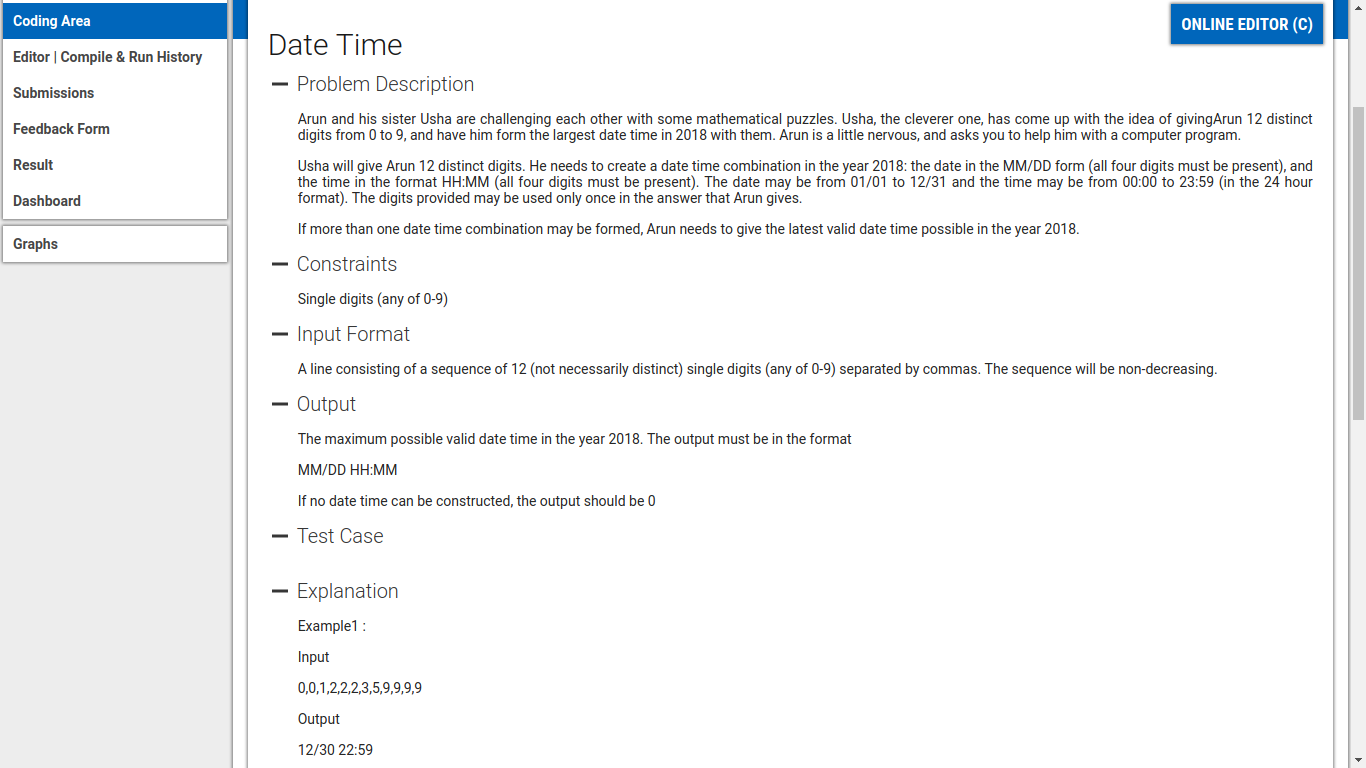 Coding Area
Editor | Compile & Run History
Submissions
Feedback Form
Result
Dashboard
Graphs
ONLINE EDITOR (C)
Date Time
Problem Description
Arun and his sister Usha are challenging each other with some mathematical puzzles. Usha, the cleverer one, has come up with the idea of givingArun 12 distinct
digits from 0 to 9, and have him form the largest date time in 2018 with them. Arun is a little nervous, and asks you to help him with a computer program.
Usha will give Arun 12 distinct digits. He needs to create a date time combination in the year 2018: the date in the MM/DD form (all four digits must be present), and
the time in the format HH:MM (all four digits must be present). The date may be from 01/01 to 12/31 and the time may be from 00:00 to 23:59 (in the 24 hour
format). The digits provided may be used only once in the answer that Arun gives.
If more than one date time combination may be formed, Arun needs to give the latest valid date time possible in the year 2018.
Constraints
Single digits (any of 0-9)
Input Format
A line consisting of a sequence of 12 (not necessarily distinct) single digits (any of 0-9) separated by commas. The sequence will be non-decreasing.
Output
The maximum possible valid date time in the year 2018. The output must be in the format
MM/DD HH:MM
If no date time can be constructed, the output should be 0
Test Case
Explanation
Example1 :
Input
0,0,1,2,2,2,3,5,9,9,9,9
Output
12/30 22:59